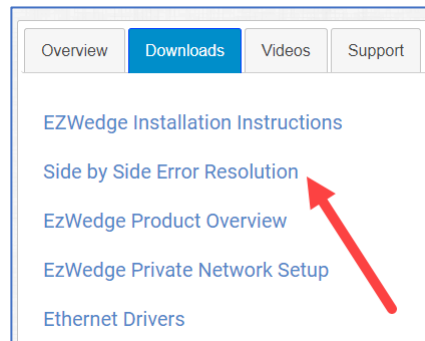 Overview Downloads Videos Support
EZWedge Installation Instructions
Side by Side Error Resolution
EzWedge Product Overview
EzWedge Private Network Setup
Ethernet Drivers